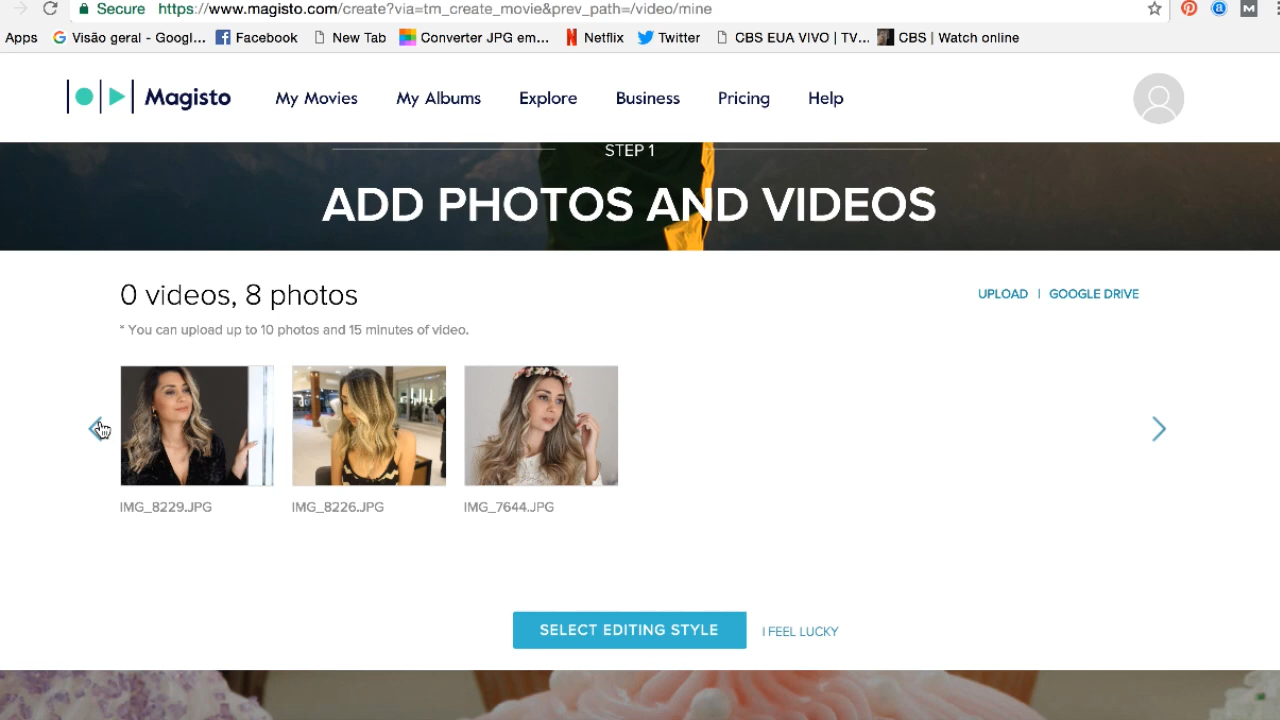 Secure https://www.magisto.com/create?via=tm_create_movie&prev_path=/video/mine
Apps Visão geral - Googl... Facebook New Tab Converter JPG em... Netflix Twitter CBS EUA VIVO | TV... CBS | Watch online
Magisto My Movies My Albums Explore Business Pricing Help
STEP 1
ADD PHOTOS AND VIDEOS
0 videos, 8 photos
UPLOAD | GOOGLE DRIVE
* You can upload up to 10 photos and 15 minutes of video.
IMG_8229.JPG IMG_8226.JPG IMG_7644.JPG
SELECT EDITING STYLE I FEEL LUCKY